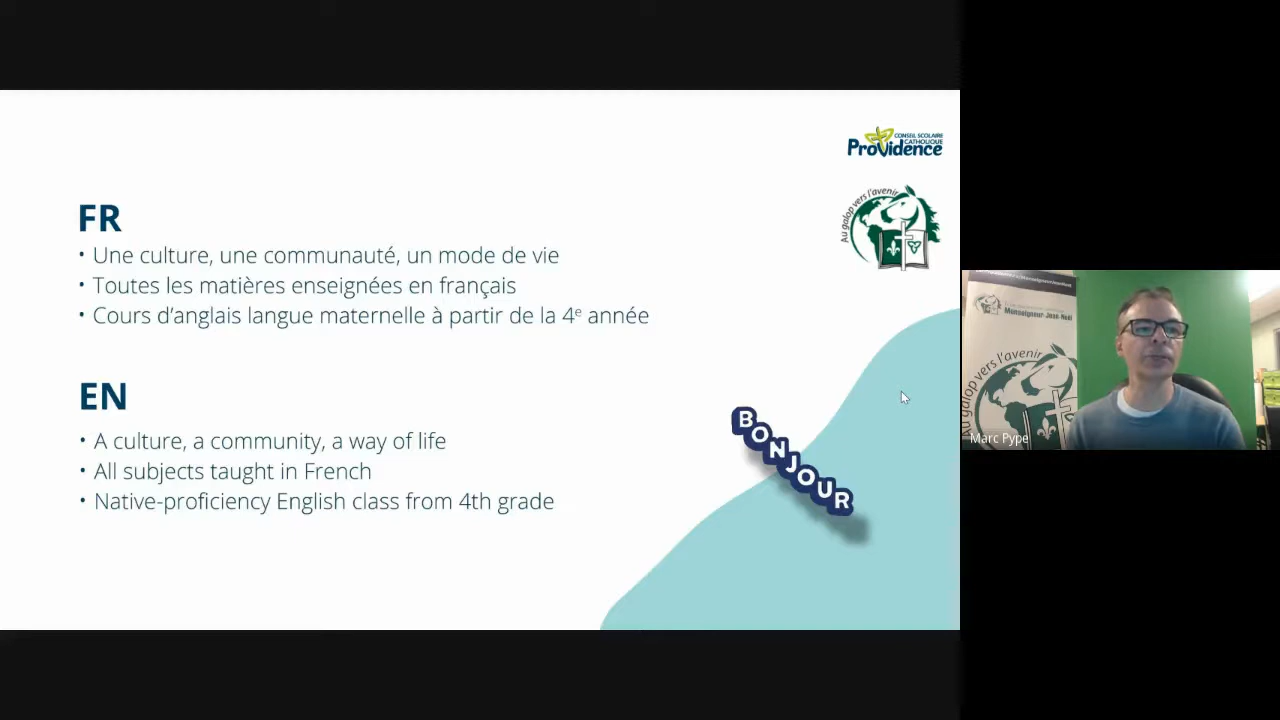 CONSEIL SCOLAIRE
CATHOLIQUE
Providence
Au galop vers l'avenir
FR
• Une culture, une communauté, un mode de vie
• Toutes les matières enseignées en français
• Cours d'anglais langue maternelle à partir de la 4e année
EN
• A culture, a community, a way of life
• All subjects taught in French
• Native-proficiency English class from 4th grade
BONJOUR
Monseigneur-Jean-Noël
Au galop vers l'avenir
Marc Pype